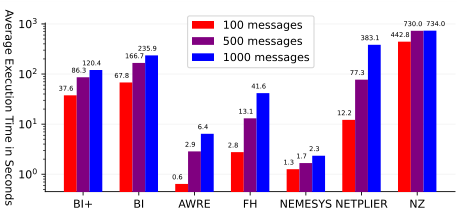 Average Execution Time in Seconds
10³
10²
10¹
10⁰
100 messages
500 messages
1000 messages
37.6 86.3 120.4
67.8 166.7 235.9
0.6 2.9 6.4
2.8 13.1 41.6
1.3 1.7 2.3
12.2 77.3 383.1
442.8 730.0 734.0
BI+ BI AWRE FH NEMESYS NETPLIER NZ